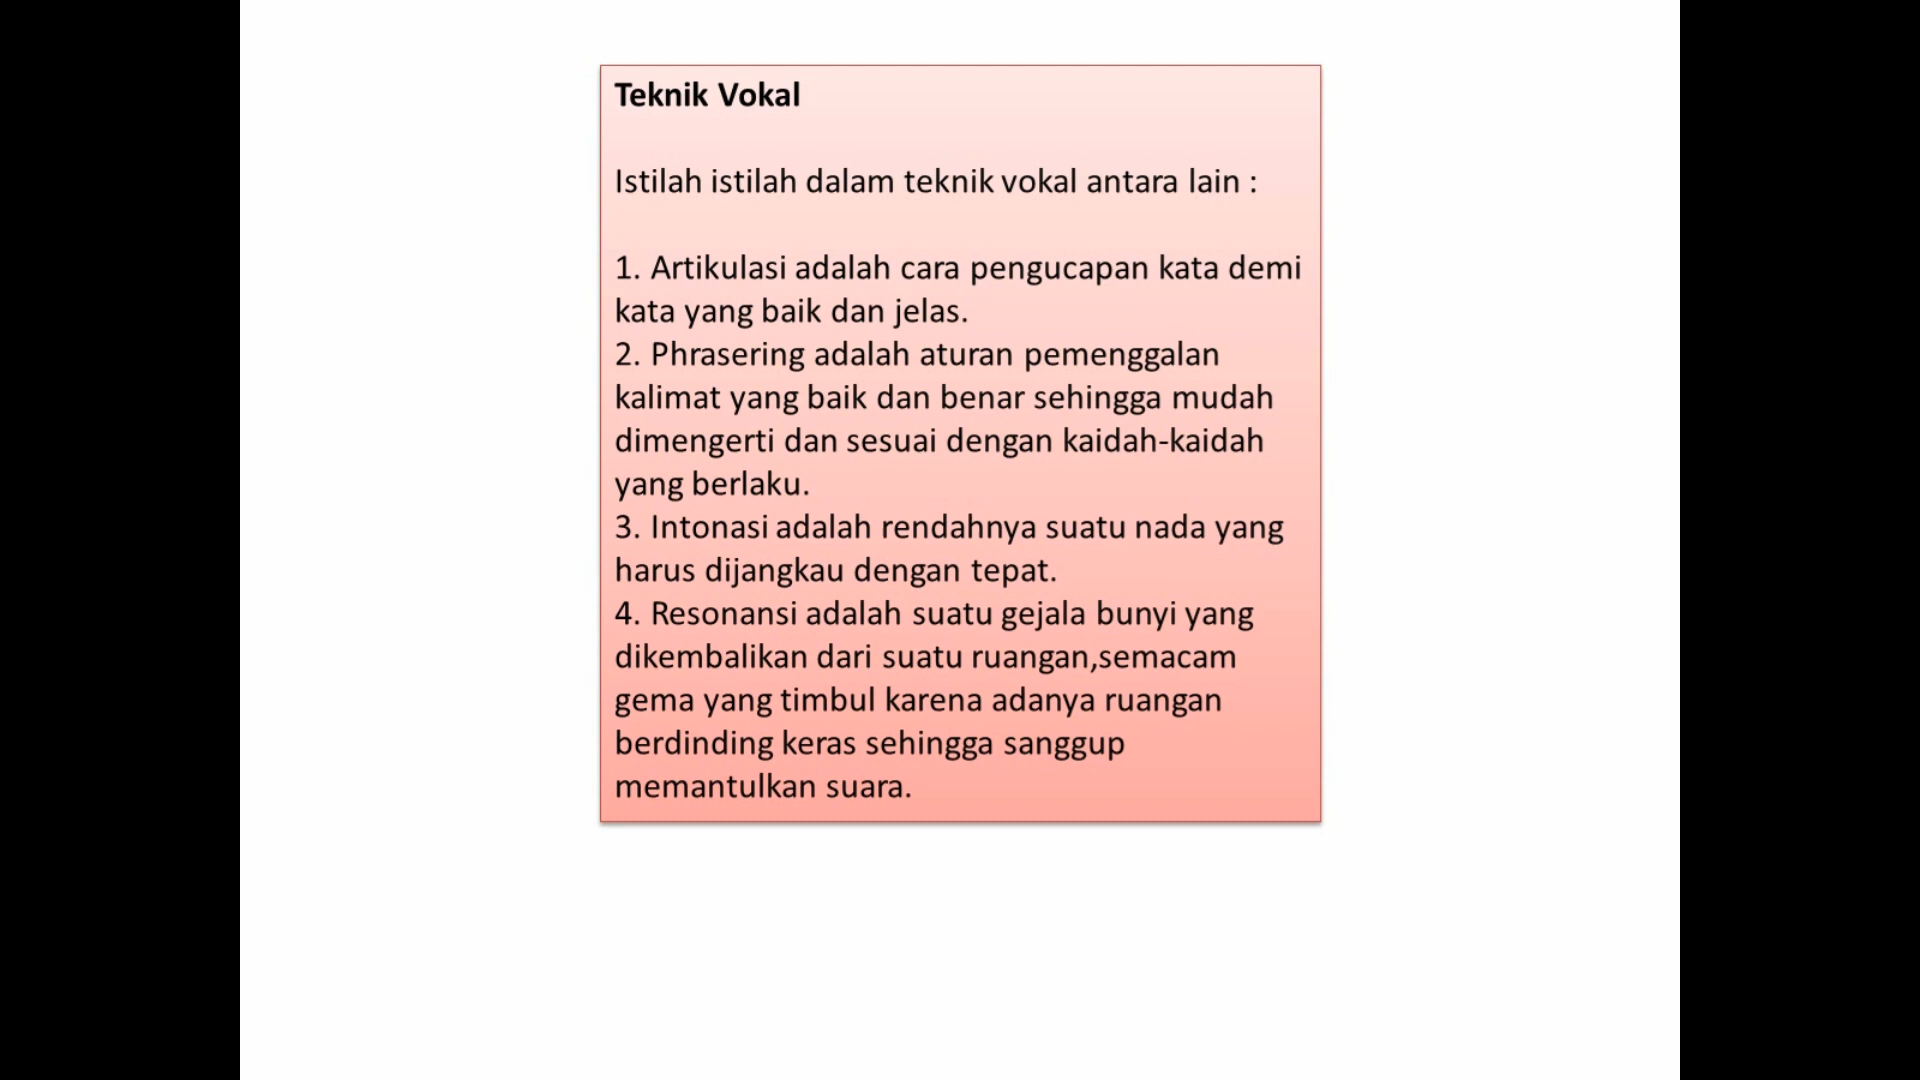 Teknik Vokal
Istilah istilah dalam teknik vokal antara lain :
1. Artikulasi adalah cara pengucapan kata demi
kata yang baik dan jelas.
2. Phrasering adalah aturan pemenggalan
kalimat yang baik dan benar sehingga mudah
dimengerti dan sesuai dengan kaidah-kaidah
yang berlaku.
3. Intonasi adalah rendahnya suatu nada yang
harus dijangkau dengan tepat.
4. Resonansi adalah suatu gejala bunyi yang
dikembalikan dari suatu ruangan,semacam
gema yang timbul karena adanya ruangan
berdinding keras sehingga sanggup
memantulkan suara.